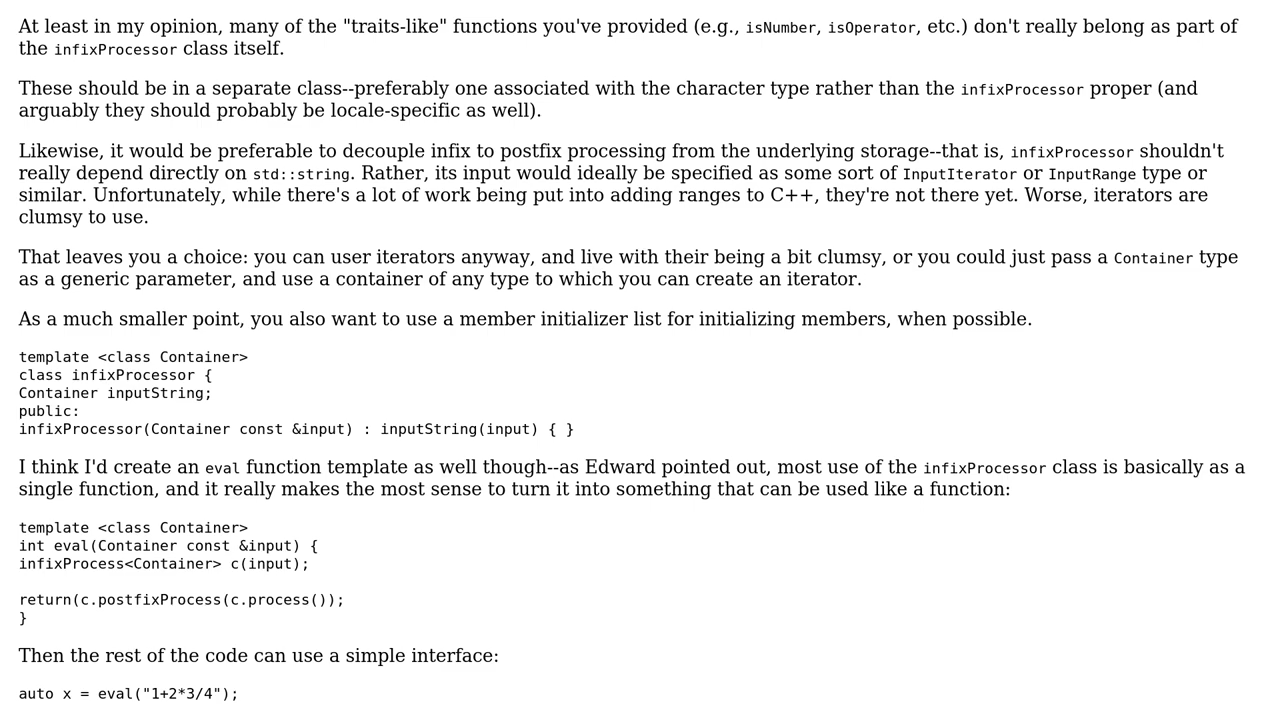 At least in my opinion, many of the "traits-like" functions you've provided (e.g., isNumber, isOperator, etc.) don't really belong as part of
the infixProcessor class itself.
These should be in a separate class--preferably one associated with the character type rather than the infixProcessor proper (and
arguably they should probably be locale-specific as well).
Likewise, it would be preferable to decouple infix to postfix processing from the underlying storage--that is, infixProcessor shouldn't
really depend directly on std::string. Rather, its input would ideally be specified as some sort of InputIterator or InputRange type or
similar. Unfortunately, while there's a lot of work being put into adding ranges to C++, they're not there yet. Worse, iterators are
clumsy to use.
That leaves you a choice: you can user iterators anyway, and live with their being a bit clumsy, or you could just pass a Container type
as a generic parameter, and use a container of any type to which you can create an iterator.
As a much smaller point, you also want to use a member initializer list for initializing members, when possible.
template <class Container>
class infixProcessor {
Container inputString;
public:
infixProcessor(Container const &input) : inputString(input) { }
I think I'd create an eval function template as well though--as Edward pointed out, most use of the infixProcessor class is basically as a
single function, and it really makes the most sense to turn it into something that can be used like a function:
template <class Container>
int eval(Container const &input) {
infixProcess<Container> c(input);
return(c.postfixProcess(c.process());
}
Then the rest of the code can use a simple interface:
auto x = eval("1+2*3/4");